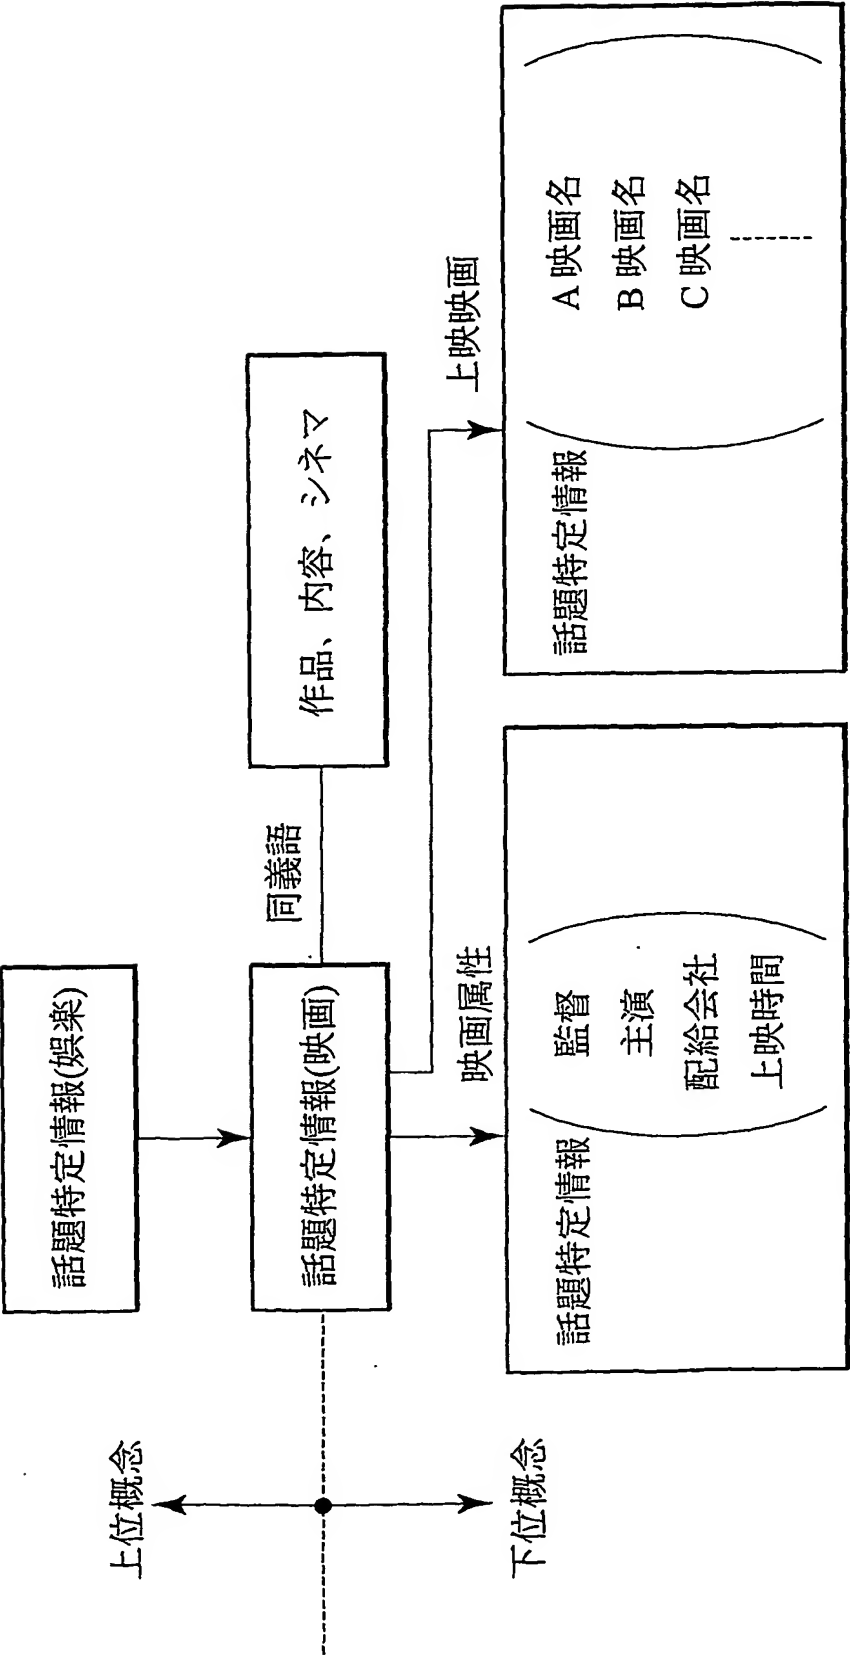 上位概念
下位概念
話題特定情報(娯楽)
話題特定情報(映画)
同義語
作品、内容、シネマ
映画属性
上映映画
話題特定情報
監督
主演
配給会社
上映時間
話題特定情報
A 映画名
B 映画名
C 映画名